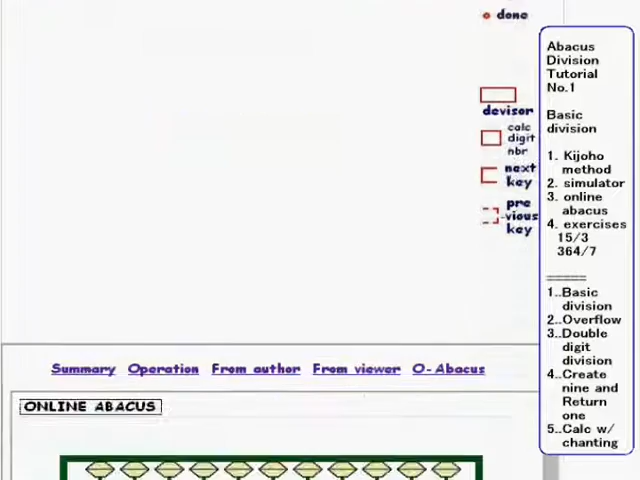 done
devisor
calc
digit
nbr
next
key
pre
vious
key
Abacus
Division
Tutorial
No.1
Basic
division
1. Kijoho
method
2. simulator
3. online
abacus
4. exercises
15/3
364/7
=====
1..Basic
division
2..Overflow
3..Double
digit
division
4..Create
nine and
Return
one
5..Calc w/
chanting
Summary Operation From author From viewer O-Abacus
ONLINE ABACUS